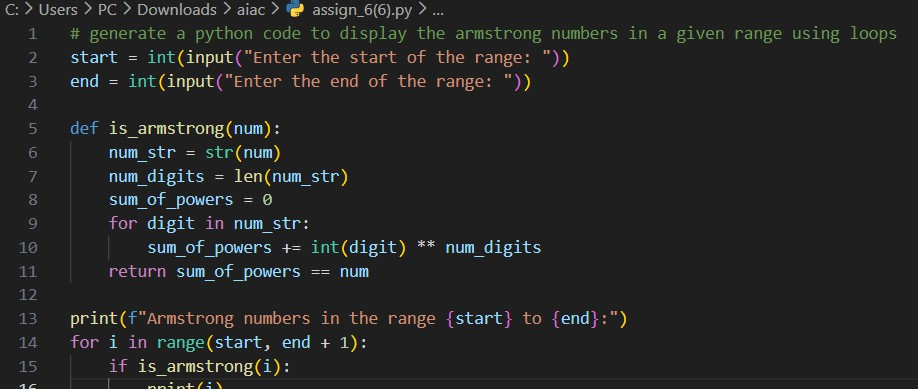 C: > Users > PC > Downloads > aiac > assign_6(6).py > ...
1 # generate a python code to display the armstrong numbers in a given range using loops
2 start = int(input("Enter the start of the range: "))
3 end = int(input("Enter the end of the range: "))
4
5 def is_armstrong(num):
6     num_str = str(num)
7     num_digits = len(num_str)
8     sum_of_powers = 0
9     for digit in num_str:
10         sum_of_powers += int(digit) ** num_digits
11     return sum_of_powers == num
12
13 print(f"Armstrong numbers in the range {start} to {end}:")
14 for i in range(start, end + 1):
15     if is_armstrong(i):
16         print(i)